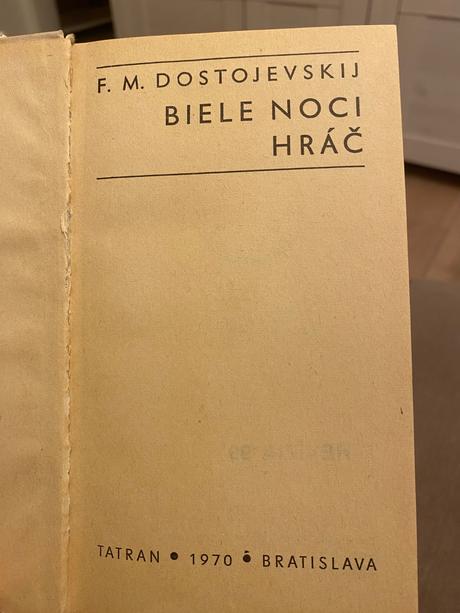 F. M. DOSTOJEVSKIJ
BIELE NOCI
HRÁČ
TATRAN • 1970 • BRATISLAVA